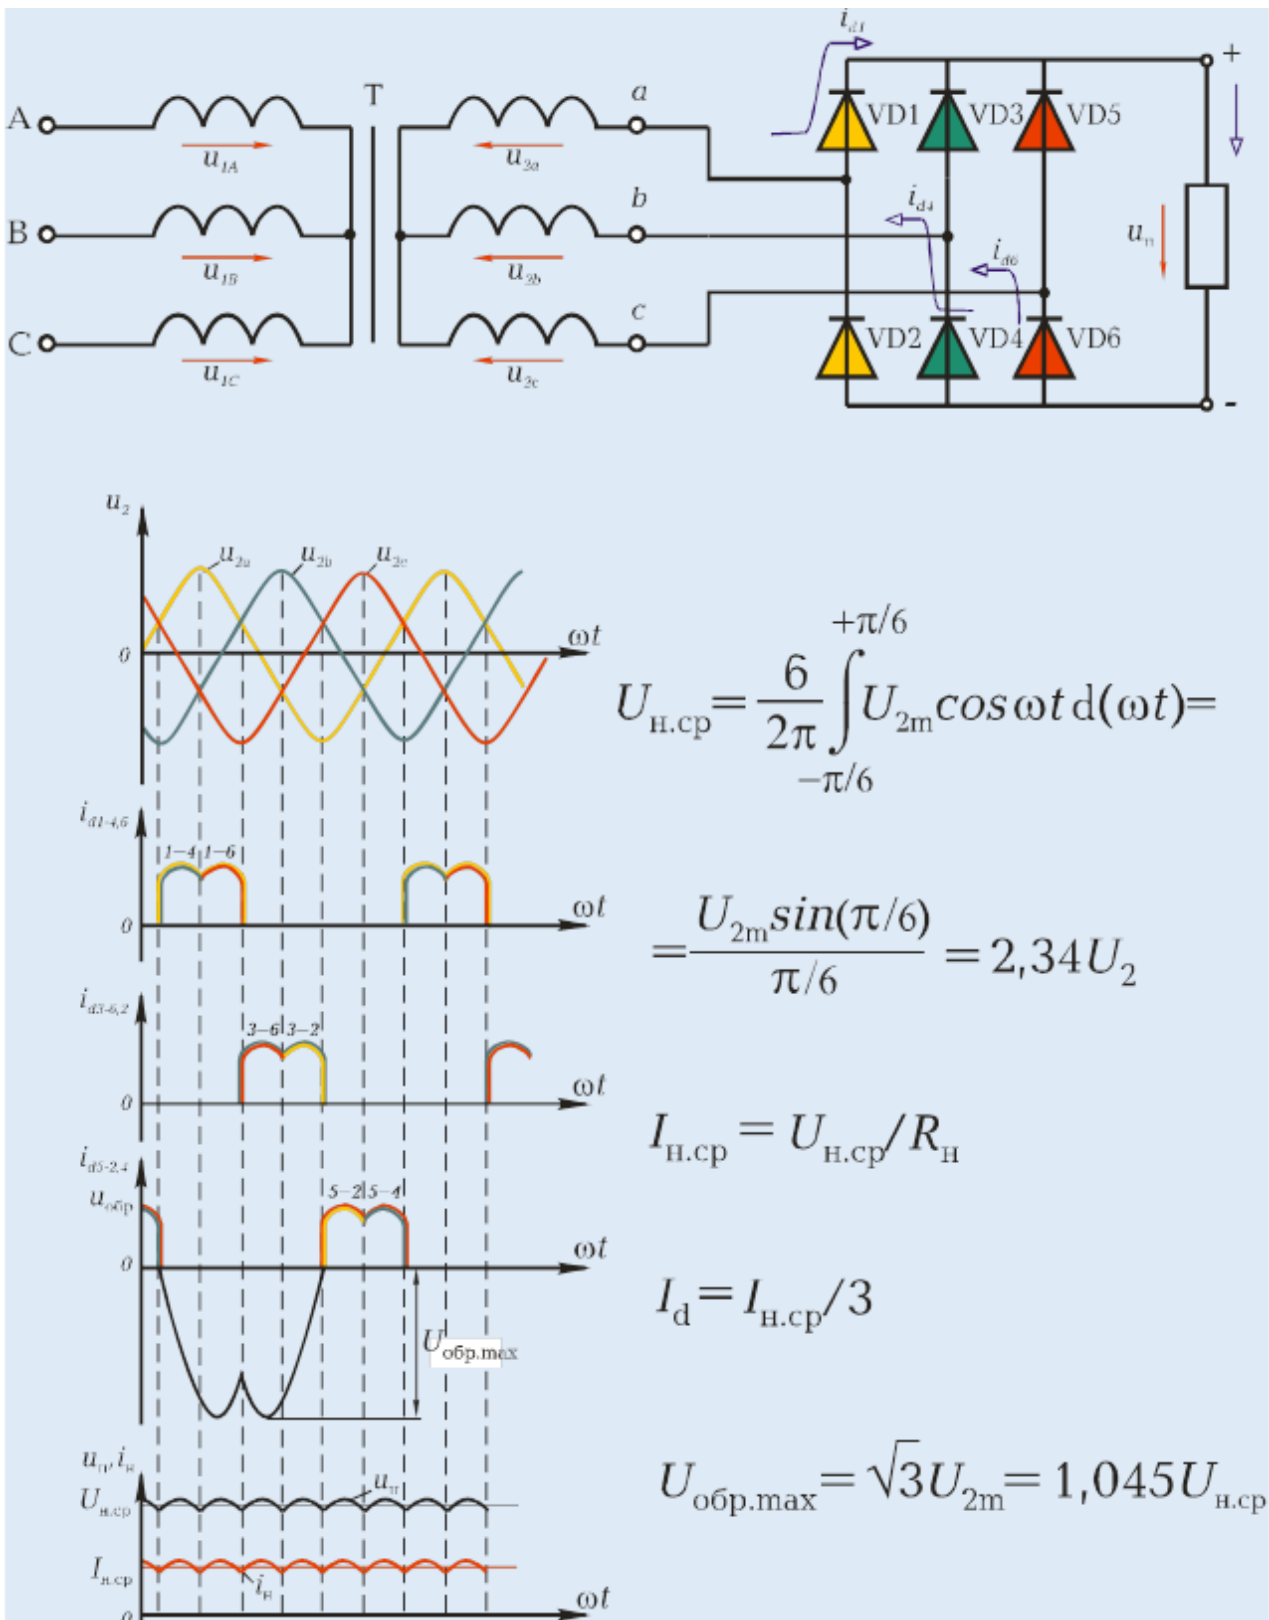 i_d1
+
A
u_1A
T
u_2a
a
VD1
VD3
VD5
B
u_1B
u_2b
b
i_d4
i_d6
u_п
C
u_1C
u_2c
c
VD2
VD4
VD6
-
u_2
u_2a
u_2b
u_2c
0
ωt
U_н.ср = 6/2π ∫ U_2m cos ωt d(ωt) =
+π/6
−π/6
i_d1-4,6
1–4
1–6
0
ωt
= U_2m sin(π/6) / π/6 = 2,34U_2
i_d3-6,2
3–6
3–2
0
ωt
I_н.ср = U_н.ср/R_н
i_d5-2,4
u_обр
5–2
5–4
0
ωt
I_d = I_н.ср/3
U_обр.max
u_п, i_н
U_н.ср
u_п
U_обр.max = √3U_2m = 1,045U_н.ср
I_н.ср
i_н
0
ωt